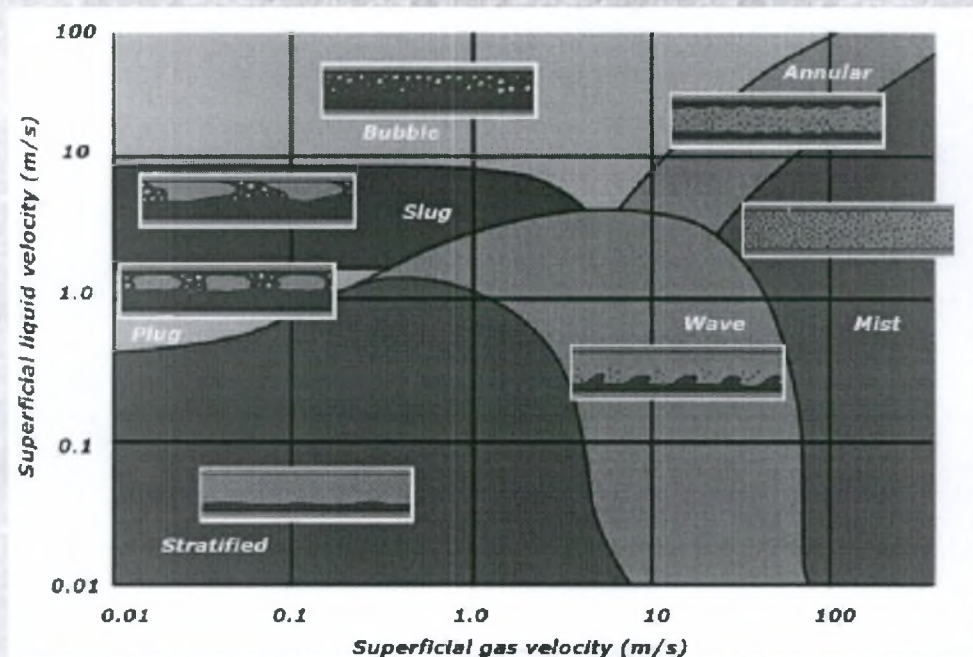 100
Annular
Bubble
10
Slug
1.0
Plug
Wave
Mist
0.1
Stratified
0.01
0.01 0.1 1.0 10 100
Superficial gas velocity (m/s)
Superficial liquid velocity (m/s)